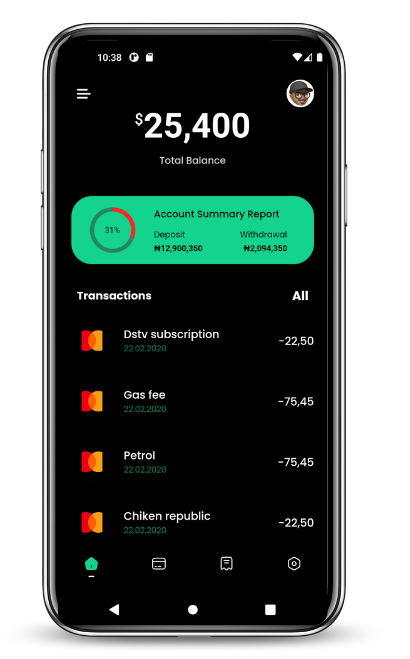 10:38
$25,400
Total Balance
31%
Account Summary Report
Deposit Withdrawal
₦12,900,350 ₦2,094,350
Transactions All
Dstv subscription -22,50
22.02.2020
Gas fee -75,45
22.02.2020
Petrol -75,45
22.02.2020
Chiken republic -22,50
22.02.2020